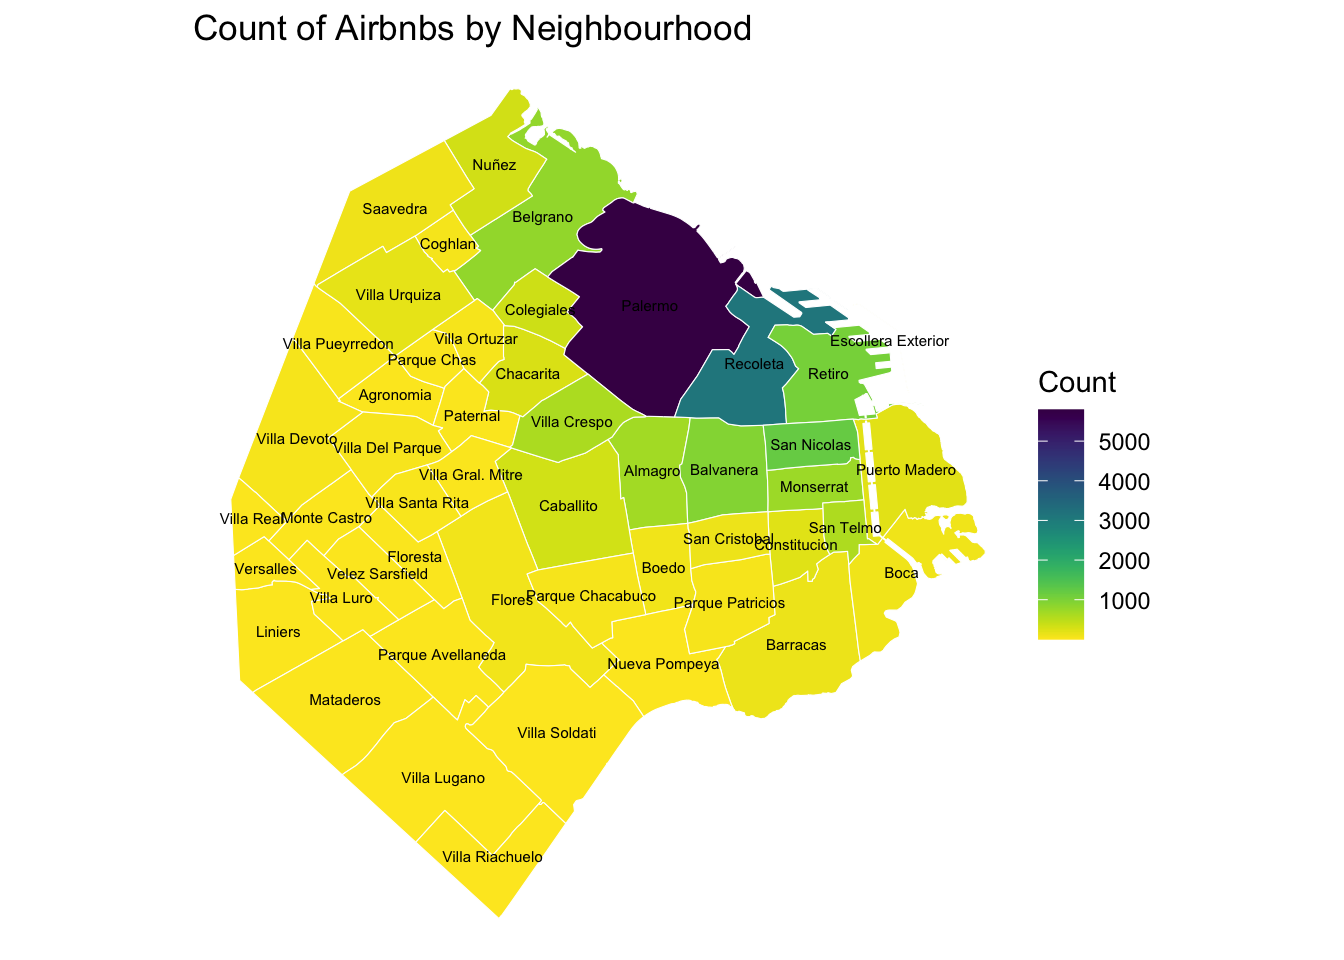 Count of Airbnbs by Neighbourhood
Nuñez
Saavedra
Belgrano
Coghlan
Villa Urquiza
Colegiales
Palermo
Villa Ortuzar
Escollera Exterior
Villa Pueyrredon
Parque Chas
Recoleta
Chacarita
Retiro
Agronomia
Paternal
Villa Crespo
Villa Devoto
Villa Del Parque
San Nicolas
Villa Gral. Mitre
Almagro
Balvanera
Puerto Madero
Monserrat
Villa Santa Rita
Caballito
Villa Real
Monte Castro
San Telmo
San Cristobal
Constitucion
Floresta
Versalles
Velez Sarsfield
Boedo
Boca
Villa Luro
Flores
Parque Chacabuco
Parque Patricios
Liniers
Barracas
Parque Avellaneda
Nueva Pompeya
Mataderos
Villa Soldati
Villa Lugano
Villa Riachuelo
Count
5000
4000
3000
2000
1000